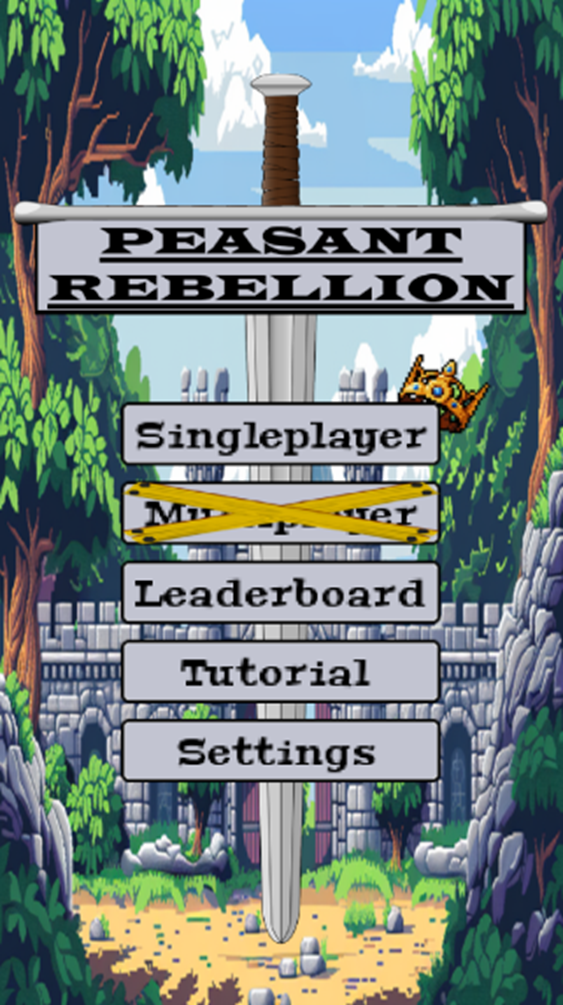 PEASANT
REBELLION
Singleplayer
Leaderboard
Tutorial
Settings